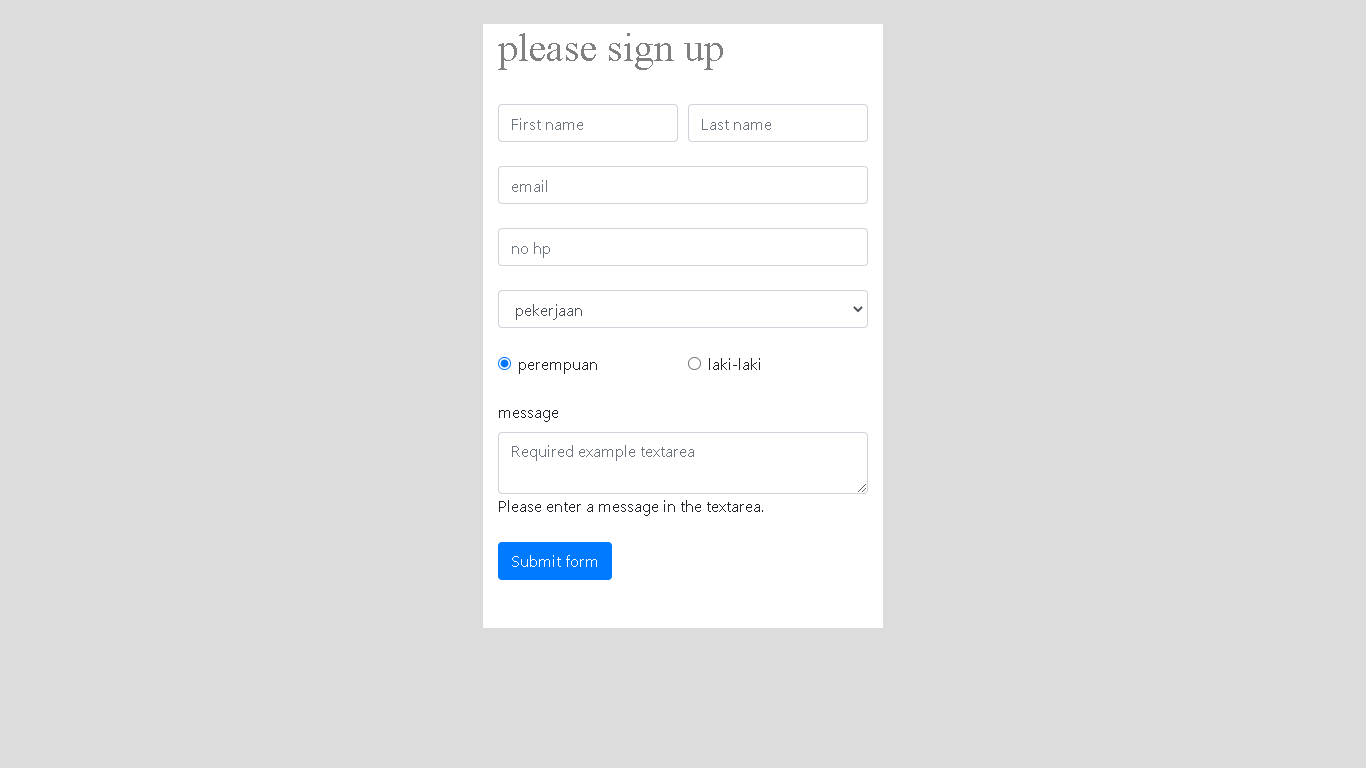 please sign up
First name Last name
email
no hp
pekerjaan
perempuan laki-laki
message
Required example textarea
Please enter a message in the textarea.
Submit form